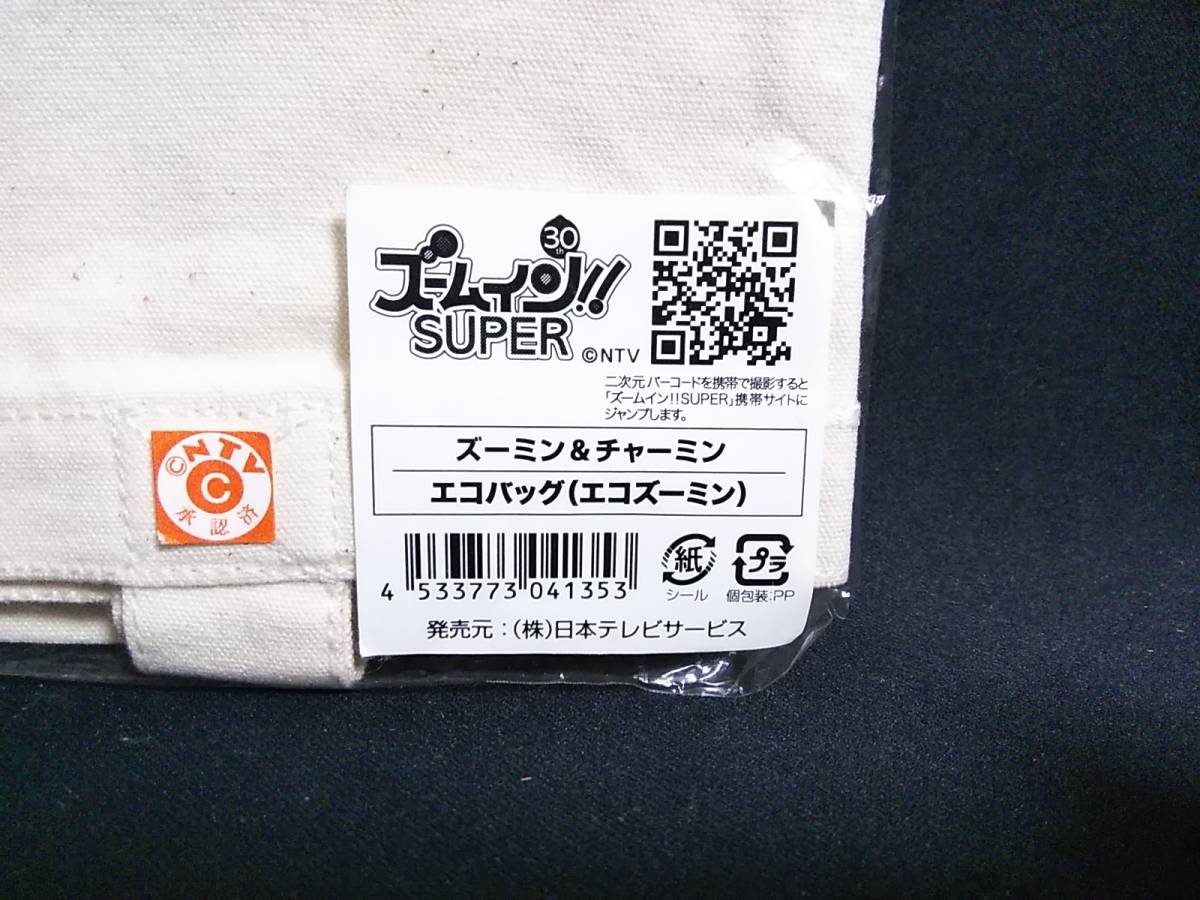 30th
ズームイン!!
SUPER
©NTV
二次元バーコードを携帯で撮影すると
「ズームイン!!SUPER」携帯サイトに
ジャンプします。
ズーミン&チャーミン
エコバッグ(エコズーミン)
4 533773 041353
紙
シール
プラ
個包装:PP
発売元:(株)日本テレビサービス
©NTV
C
承認済